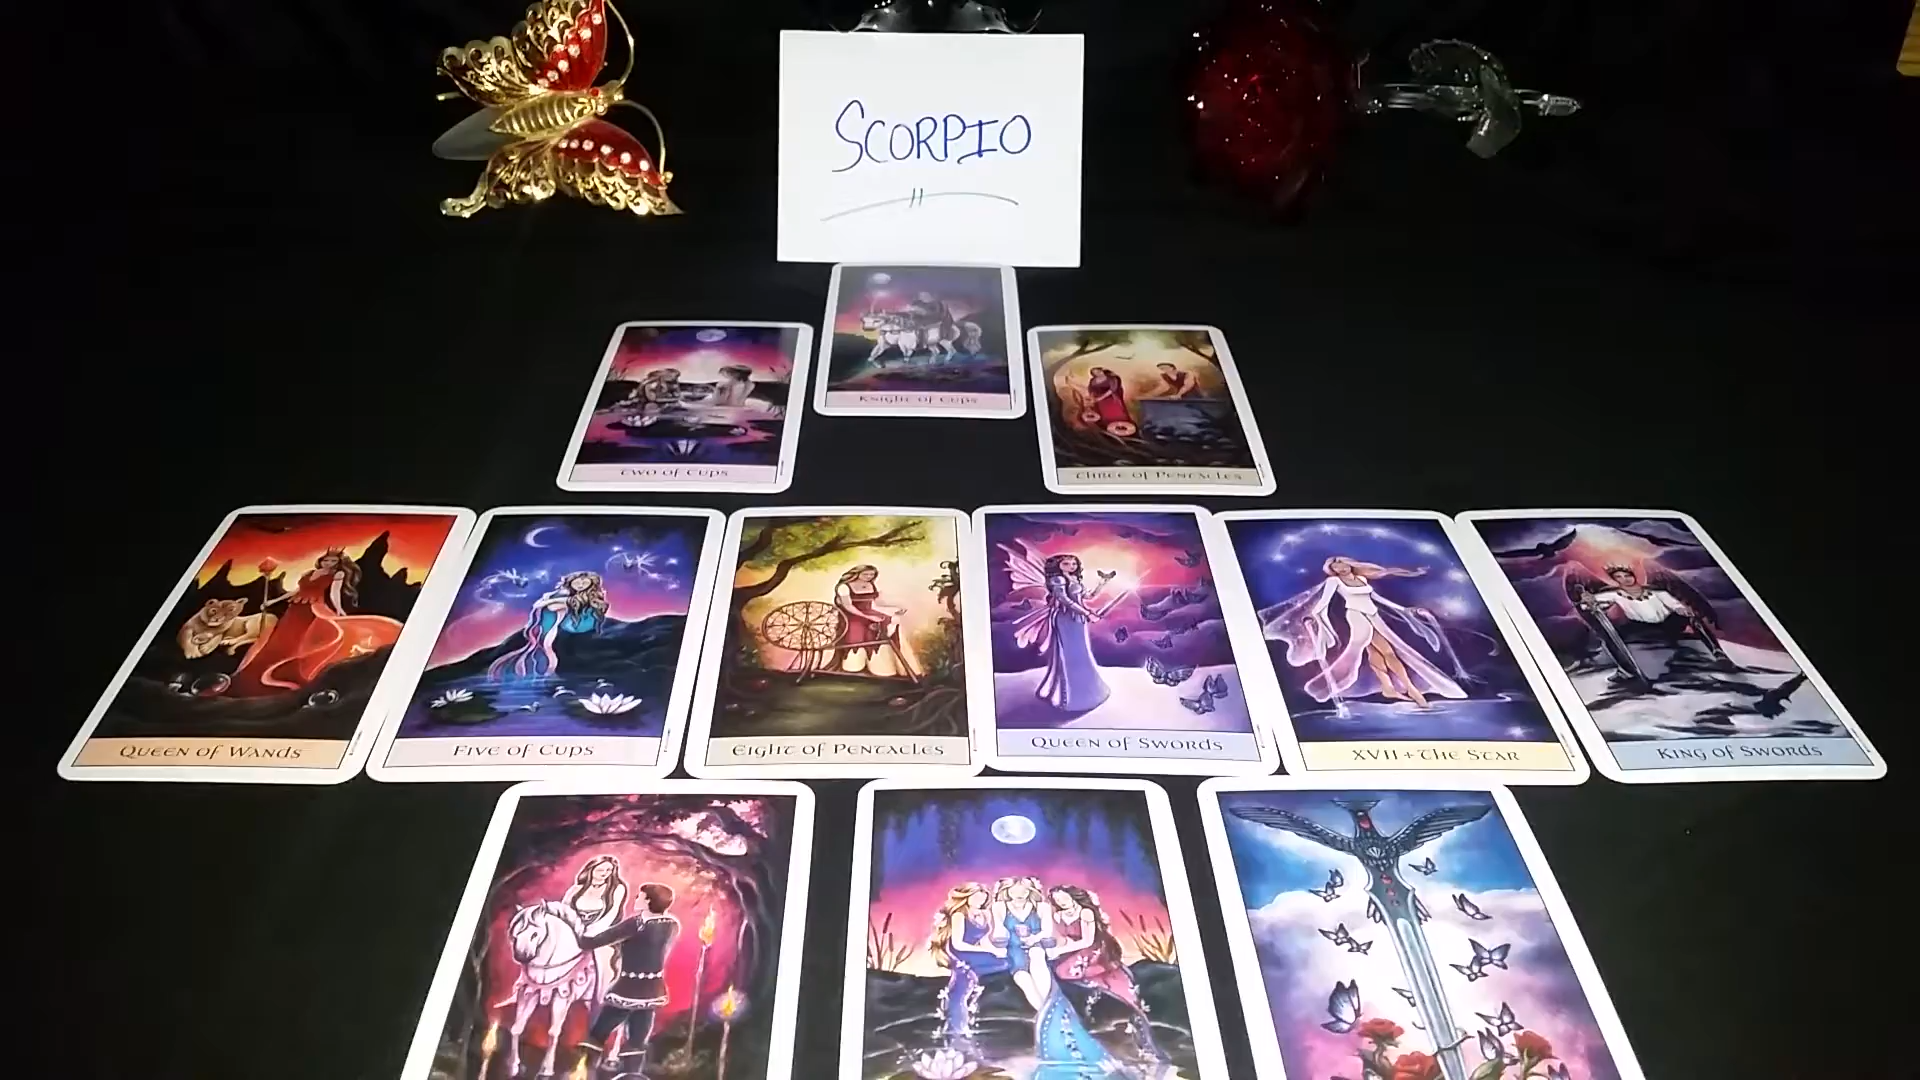 SCORPIO
KNIGHT OF CUPS
TWO OF CUPS
THREE OF PENTACLES
QUEEN OF WANDS
FIVE OF CUPS
EIGHT OF PENTACLES
QUEEN OF SWORDS
XVII + THE STAR
KING OF SWORDS